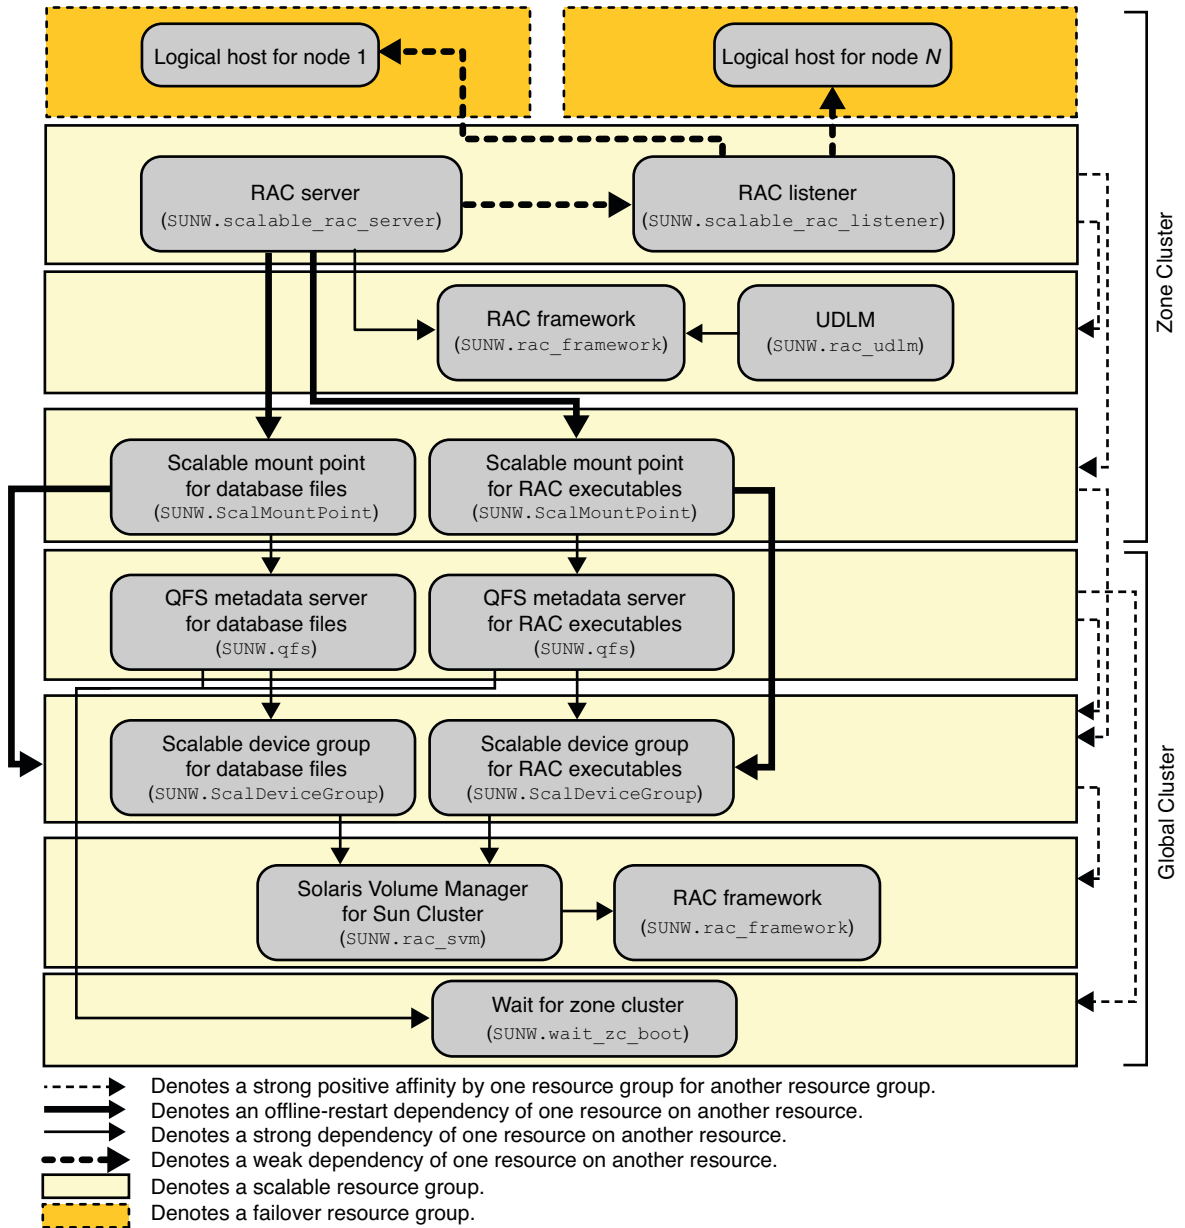 Logical host for node 1
Logical host for node N
RAC server
(SUNW.scalable_rac_server)
RAC listener
(SUNW.scalable_rac_listener)
RAC framework
(SUNW.rac_framework)
UDLM
(SUNW.rac_udlm)
Zone Cluster
Scalable mount point
for database files
(SUNW.ScalMountPoint)
Scalable mount point
for RAC executables
(SUNW.ScalMountPoint)
QFS metadata server
for database files
(SUNW.qfs)
QFS metadata server
for RAC executables
(SUNW.qfs)
Scalable device group
for database files
(SUNW.ScalDeviceGroup)
Scalable device group
for RAC executables
(SUNW.ScalDeviceGroup)
Global Cluster
Solaris Volume Manager
for Sun Cluster
(SUNW.rac_svm)
RAC framework
(SUNW.rac_framework)
Wait for zone cluster
(SUNW.wait_zc_boot)
Denotes a strong positive affinity by one resource group for another resource group.
Denotes an offline-restart dependency of one resource on another resource.
Denotes a strong dependency of one resource on another resource.
Denotes a weak dependency of one resource on another resource.
Denotes a scalable resource group.
Denotes a failover resource group.